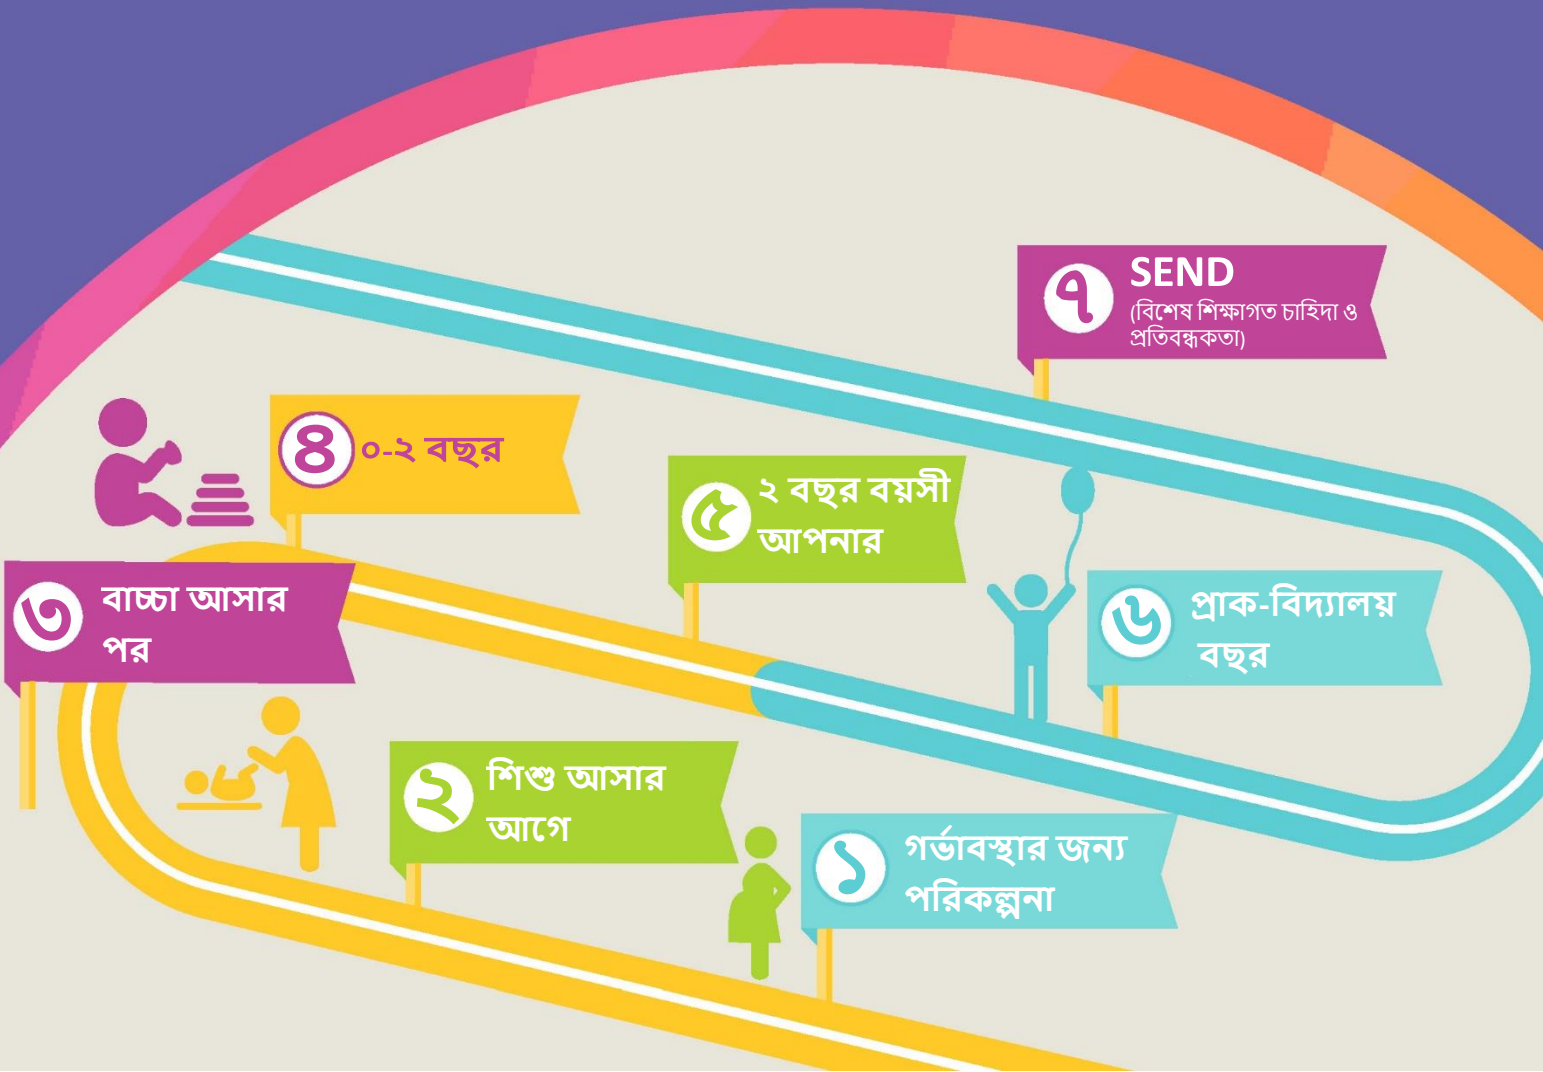 ৭
SEND
(বিশেষ শিক্ষাগত চাহিদা ও
প্রতিবন্ধকতা)
৪
০-২ বছর
৫
২ বছর বয়সী
আপনার
৩
বাচ্চা আসার
পর
৬
প্রাক-বিদ্যালয়
বছর
২
শিশু আসার
আগে
১
গর্ভাবস্থার জন্য
পরিকল্পনা